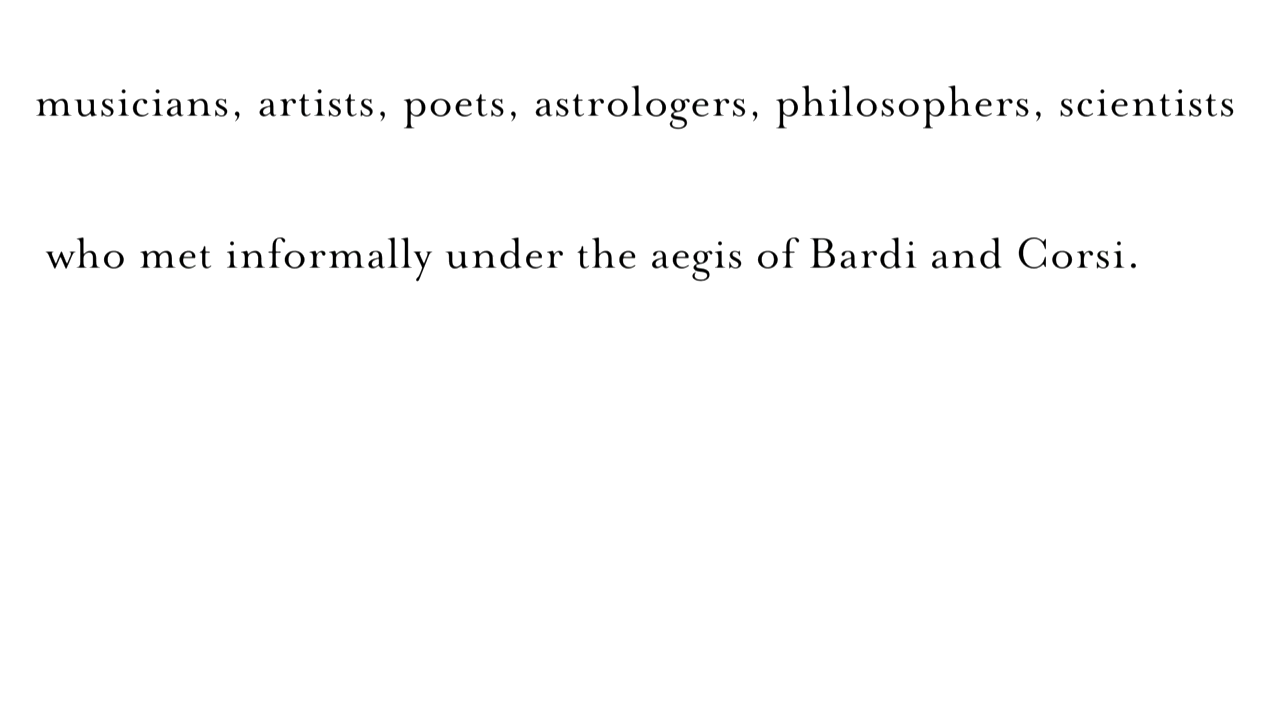 musicians, artists, poets, astrologers, philosophers, scientists
who met informally under the aegis of Bardi and Corsi.